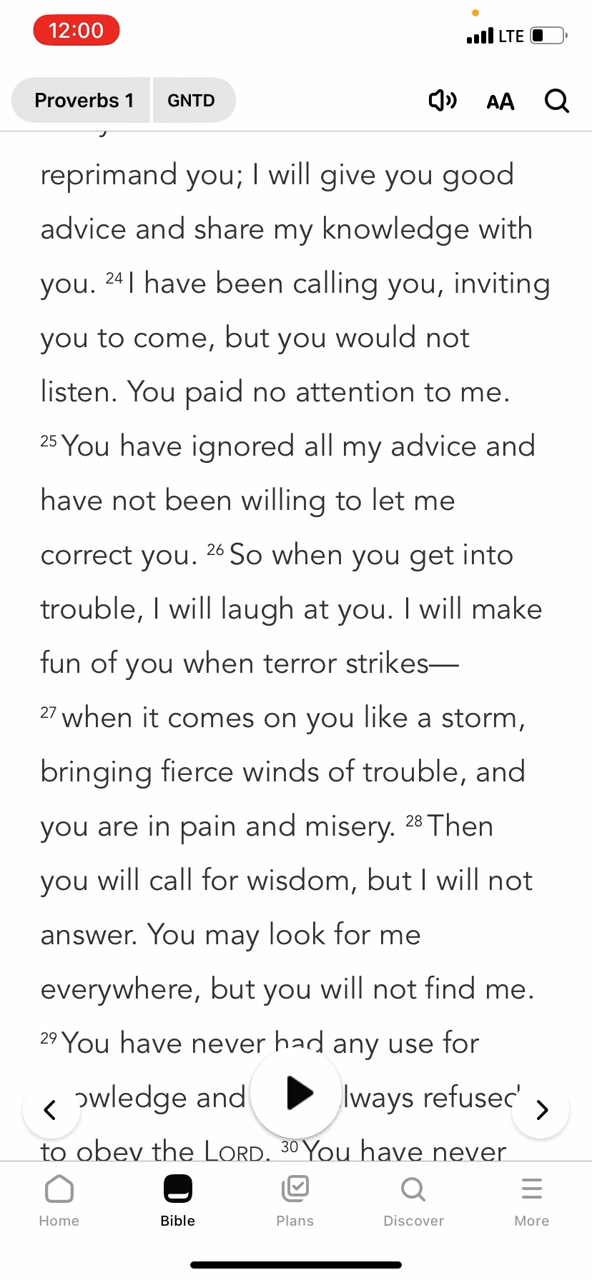 12:00
LTE
Proverbs 1 GNTD
AA
reprimand you; I will give you good
advice and share my knowledge with
you. 24 I have been calling you, inviting
you to come, but you would not
listen. You paid no attention to me.
25 You have ignored all my advice and
have not been willing to let me
correct you. 26 So when you get into
trouble, I will laugh at you. I will make
fun of you when terror strikes—
27 when it comes on you like a storm,
bringing fierce winds of trouble, and
you are in pain and misery. 28 Then
you will call for wisdom, but I will not
answer. You may look for me
everywhere, but you will not find me.
29 You have never had any use for
owledge and lways refused
to obey the LORD. 30 You have never
Home Bible Plans Discover More